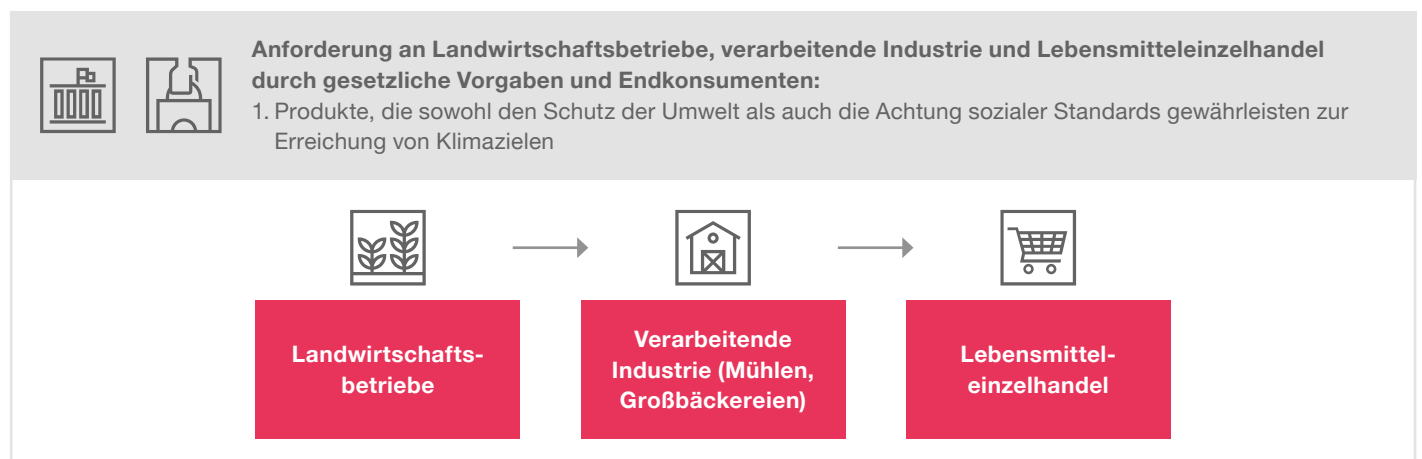 Anforderung an Landwirtschaftsbetriebe, verarbeitende Industrie und Lebensmitteleinzelhandel
durch gesetzliche Vorgaben und Endkonsumenten:
1. Produkte, die sowohl den Schutz der Umwelt als auch die Achtung sozialer Standards gewährleisten zur
Erreichung von Klimazielen
Landwirtschafts-
betriebe
Verarbeitende
Industrie (Mühlen,
Großbäckereien)
Lebensmittel-
einzelhandel